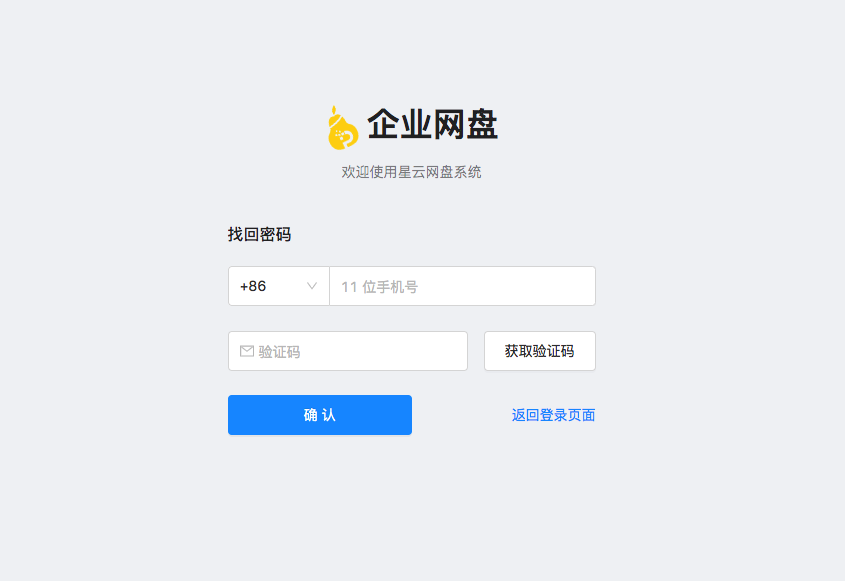 企业网盘
欢迎使用星云网盘系统
找回密码
+86 11 位手机号
验证码 获取验证码
确 认 返回登录页面